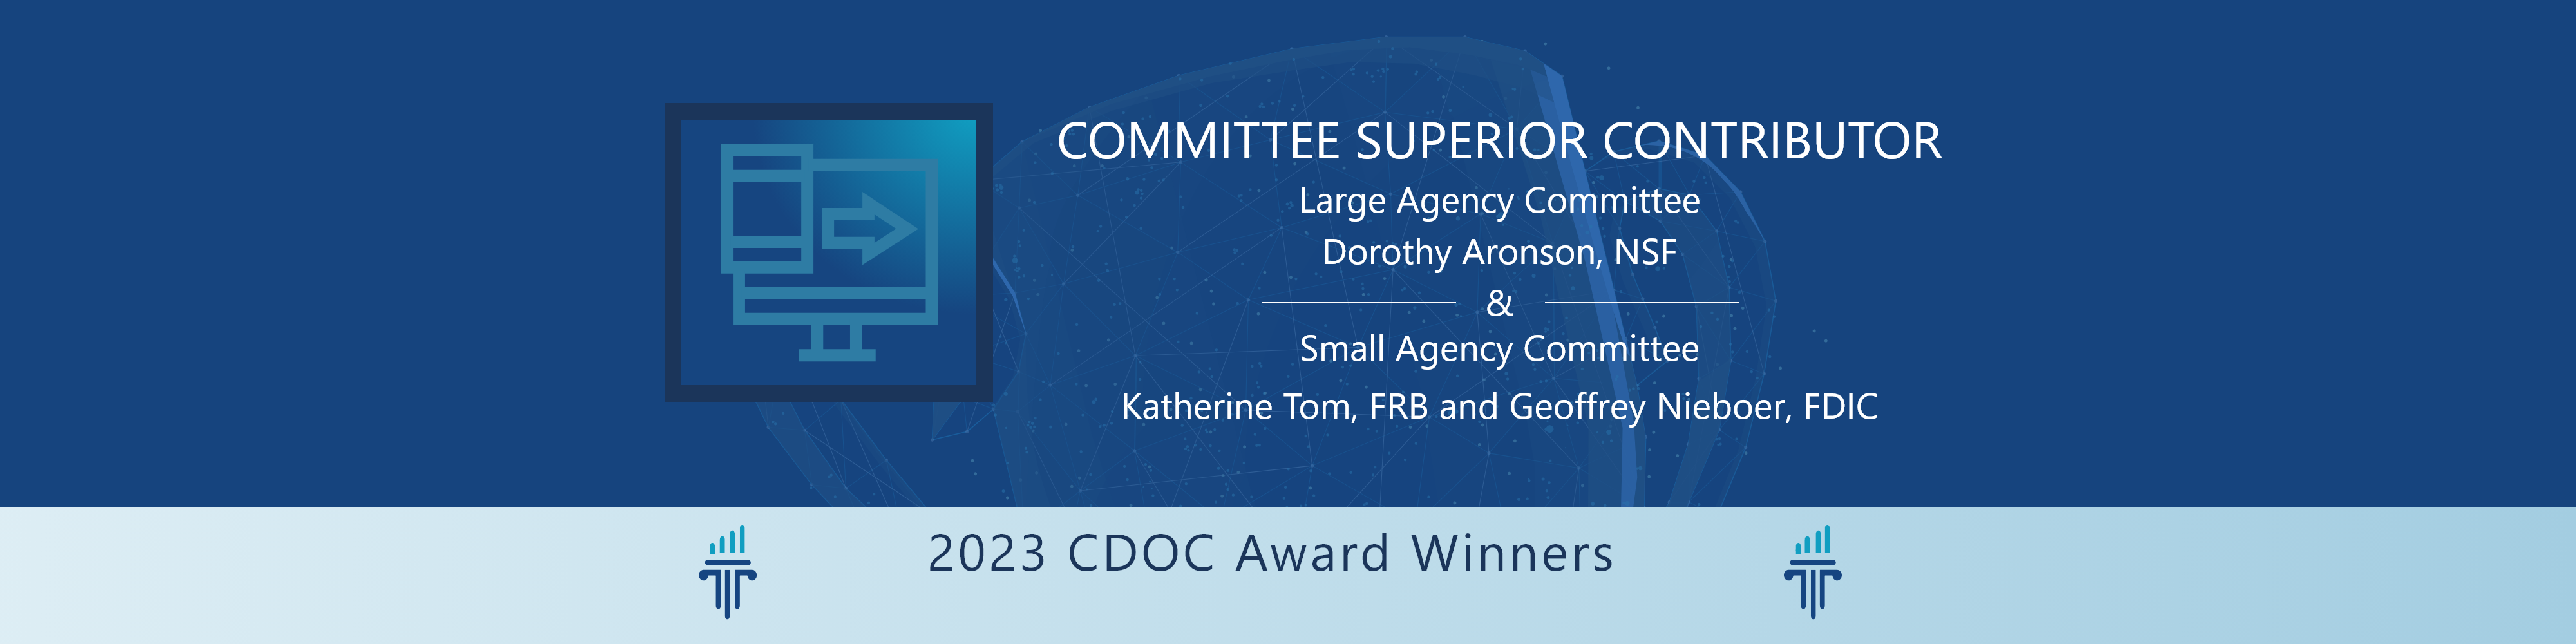 COMMITTEE SUPERIOR CONTRIBUTOR
Large Agency Committee
Dorothy Aronson, NSF
&
Small Agency Committee
Katherine Tom, FRB and Geoffrey Nieboer, FDIC
2023 CDOC Award Winners